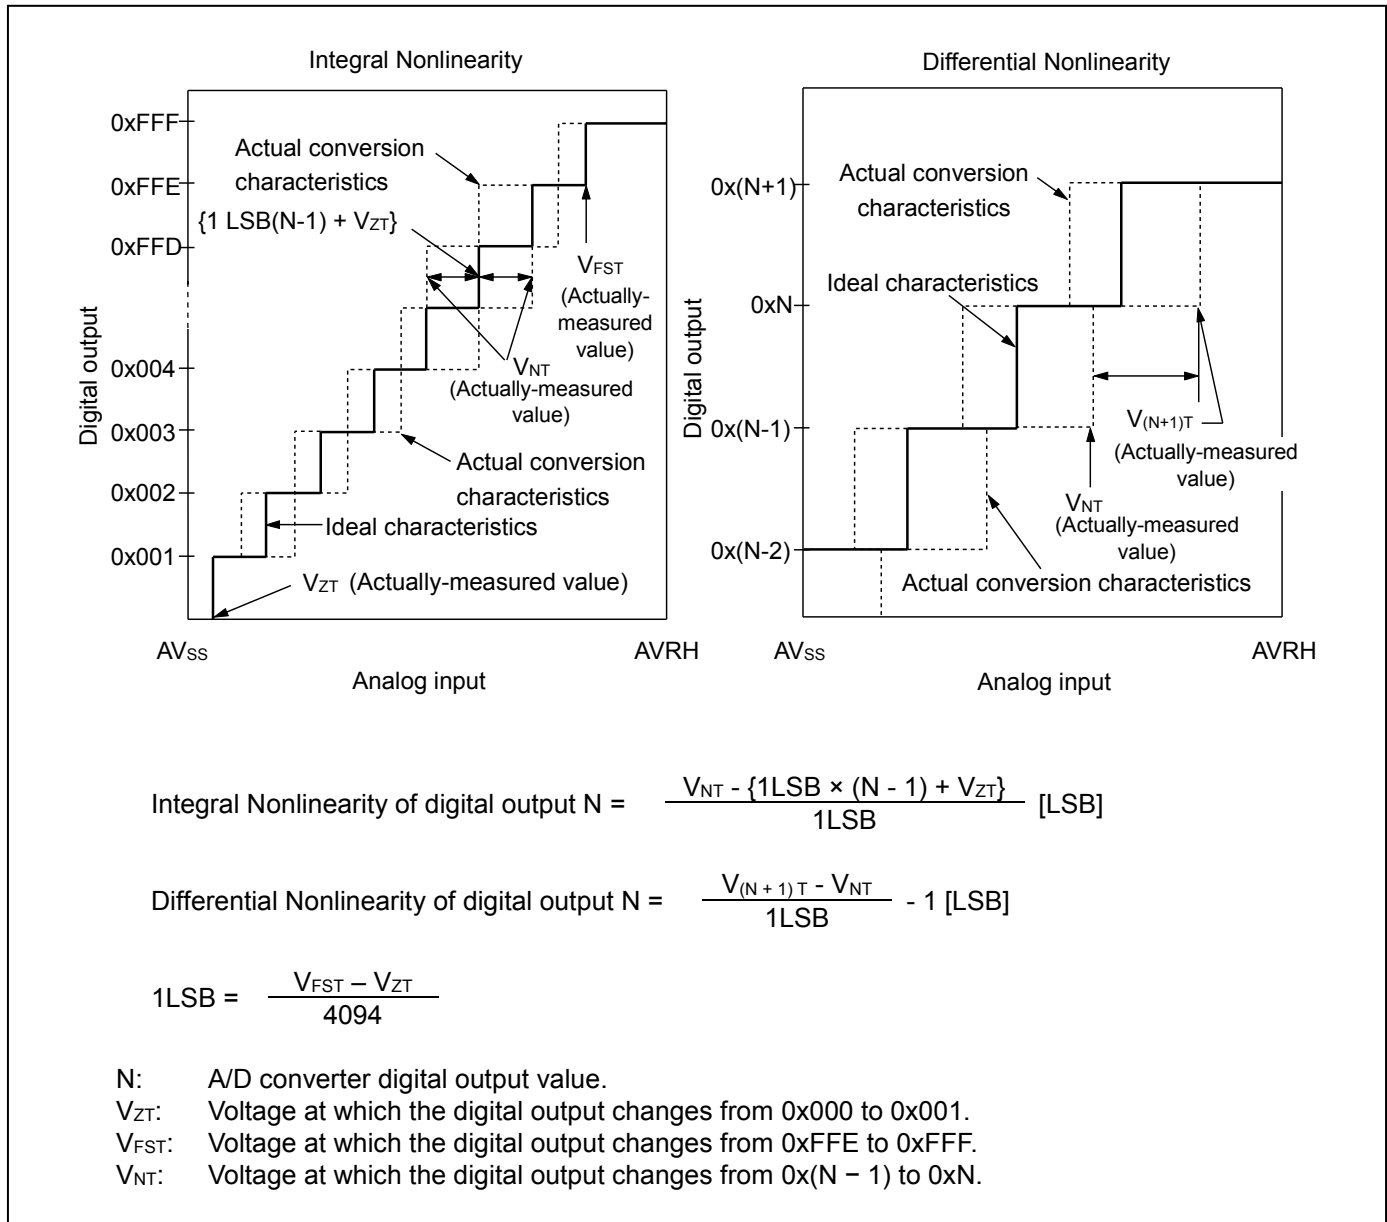 Integral Nonlinearity
0xFFF
0xFFE
0xFFD
0x004
0x003
0x002
0x001
Digital output
Actual conversion
characteristics
{1 LSB(N-1) + VZT}
VFST
(Actually-
measured
value)
VNT
(Actually-measured
value)
Actual conversion
characteristics
Ideal characteristics
VZT (Actually-measured value)
AVSS
AVRH
Analog input
Differential Nonlinearity
0x(N+1)
0xN
0x(N-1)
0x(N-2)
Digital output
Actual conversion
characteristics
Ideal characteristics
V(N+1)T
(Actually-measured
value)
VNT
(Actually-measured
value)
Actual conversion characteristics
AVSS
AVRH
Analog input
Integral Nonlinearity of digital output N = VNT - {1LSB × (N - 1) + VZT} / 1LSB [LSB]
Differential Nonlinearity of digital output N = V(N + 1) T - VNT / 1LSB - 1 [LSB]
1LSB = VFST – VZT / 4094
N: A/D converter digital output value.
VZT: Voltage at which the digital output changes from 0x000 to 0x001.
VFST: Voltage at which the digital output changes from 0xFFE to 0xFFF.
VNT: Voltage at which the digital output changes from 0x(N − 1) to 0xN.